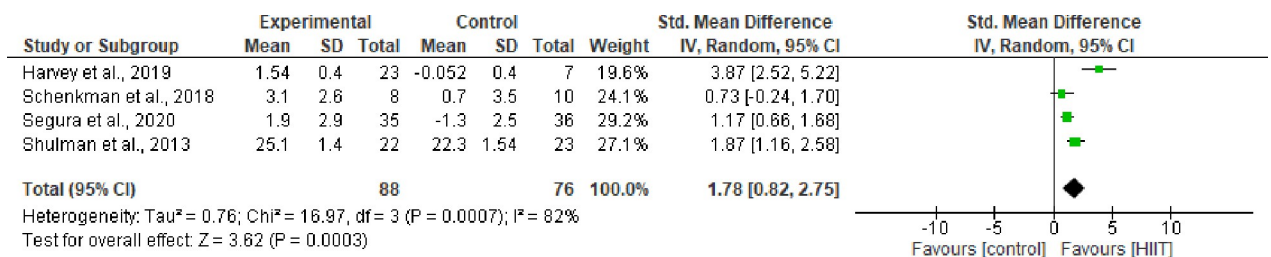 Experimental Control Std. Mean Difference Std. Mean Difference
Study or Subgroup Mean SD Total Mean SD Total Weight IV, Random, 95% CI IV, Random, 95% CI
Harvey et al., 2019 1.54 0.4 23 -0.052 0.4 7 19.6% 3.87 [2.52, 5.22]
Schenkman et al., 2018 3.1 2.6 8 0.7 3.5 10 24.1% 0.73 [-0.24, 1.70]
Segura et al., 2020 1.9 2.9 35 -1.3 2.5 36 29.2% 1.17 [0.66, 1.68]
Shulman et al., 2013 25.1 1.4 22 22.3 1.54 23 27.1% 1.87 [1.16, 2.58]
Total (95% CI) 88 76 100.0% 1.78 [0.82, 2.75]
Heterogeneity: Tau² = 0.76; Chi² = 16.97, df = 3 (P = 0.0007); I² = 82%
Test for overall effect: Z = 3.62 (P = 0.0003)
-10 -5 0 5 10
Favours [control] Favours [HIIT]